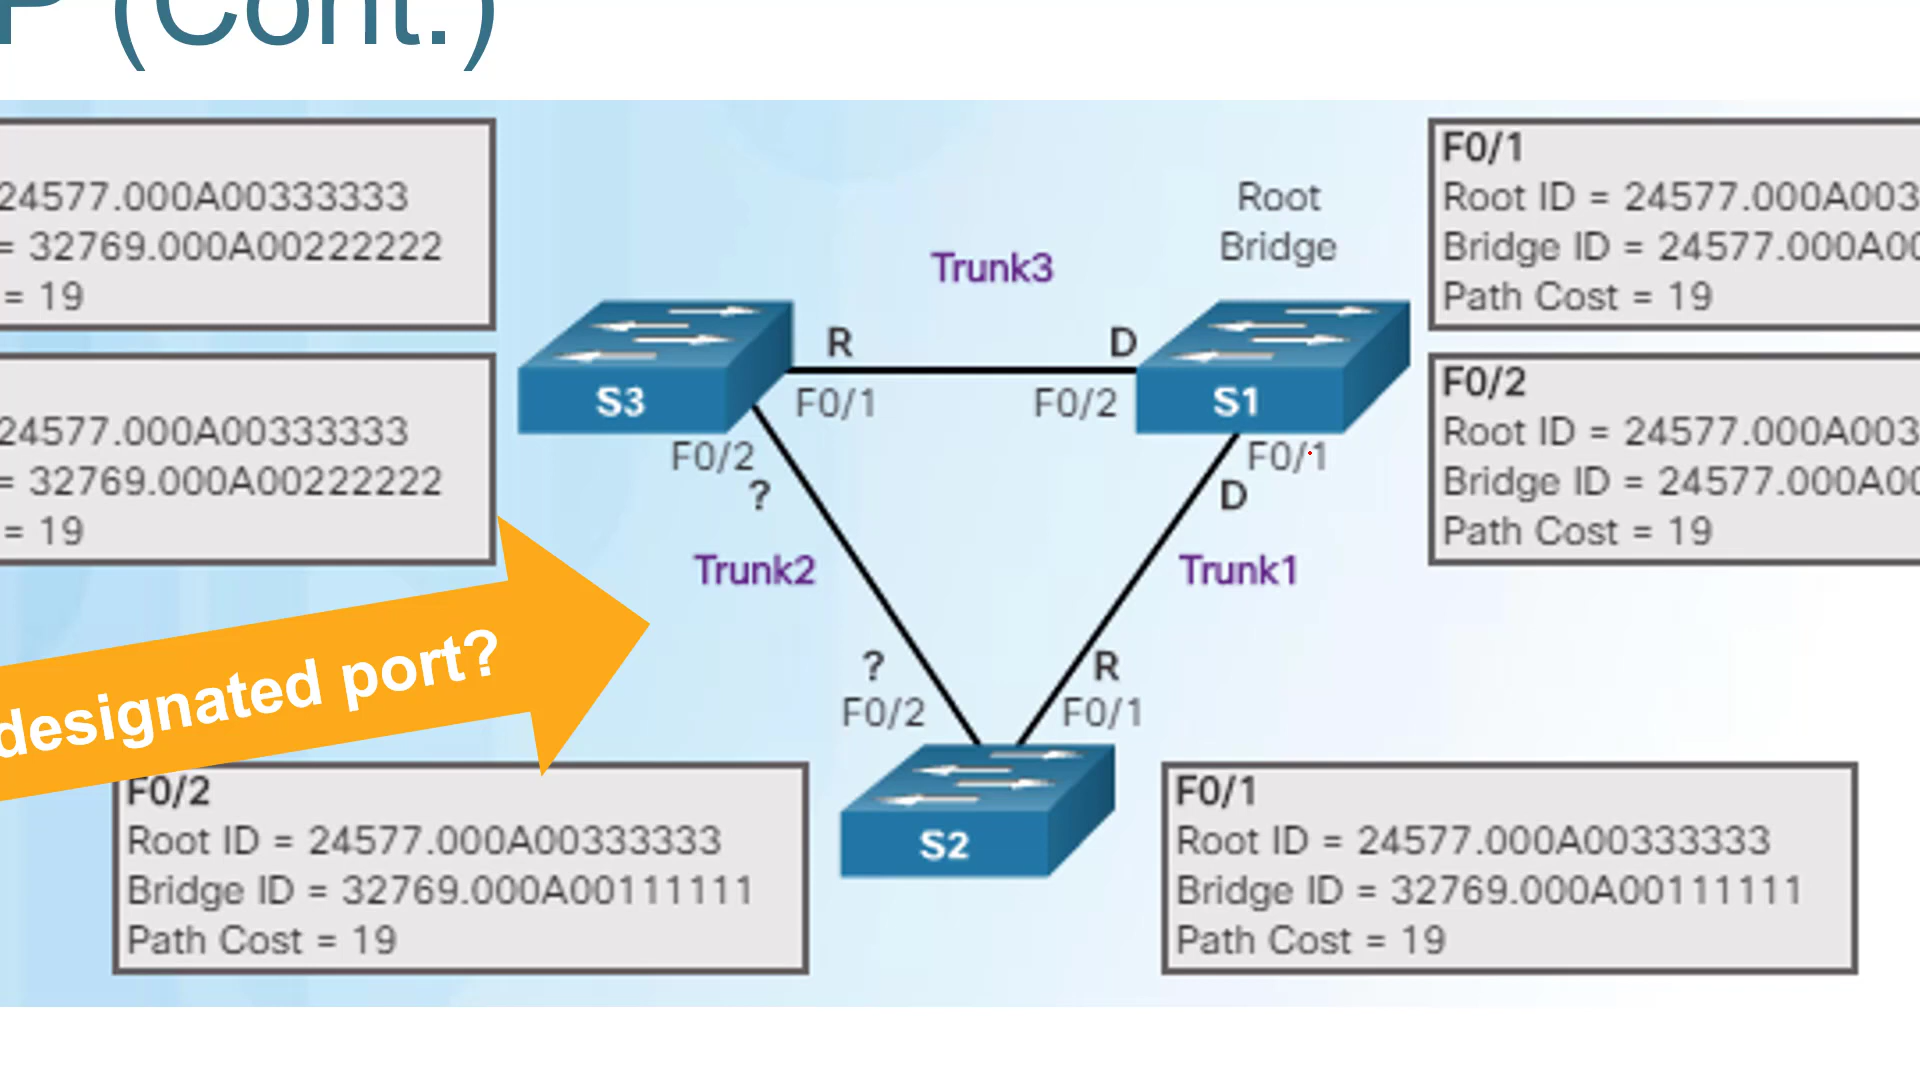 P (Cont.)
24577.000A00333333
= 32769.000A00222222
= 19
24577.000A00333333
= 32769.000A00222222
= 19
Root
Bridge
Trunk3
R
D
S3
F0/1
F0/2
S1
F0/2
?
F0/1
D
Trunk2
Trunk1
?
R
F0/2
F0/1
S2
F0/1
Root ID = 24577.000A003
Bridge ID = 24577.000A00
Path Cost = 19
F0/2
Root ID = 24577.000A003
Bridge ID = 24577.000A00
Path Cost = 19
designated port?
F0/2
Root ID = 24577.000A00333333
Bridge ID = 32769.000A00111111
Path Cost = 19
F0/1
Root ID = 24577.000A00333333
Bridge ID = 32769.000A00111111
Path Cost = 19